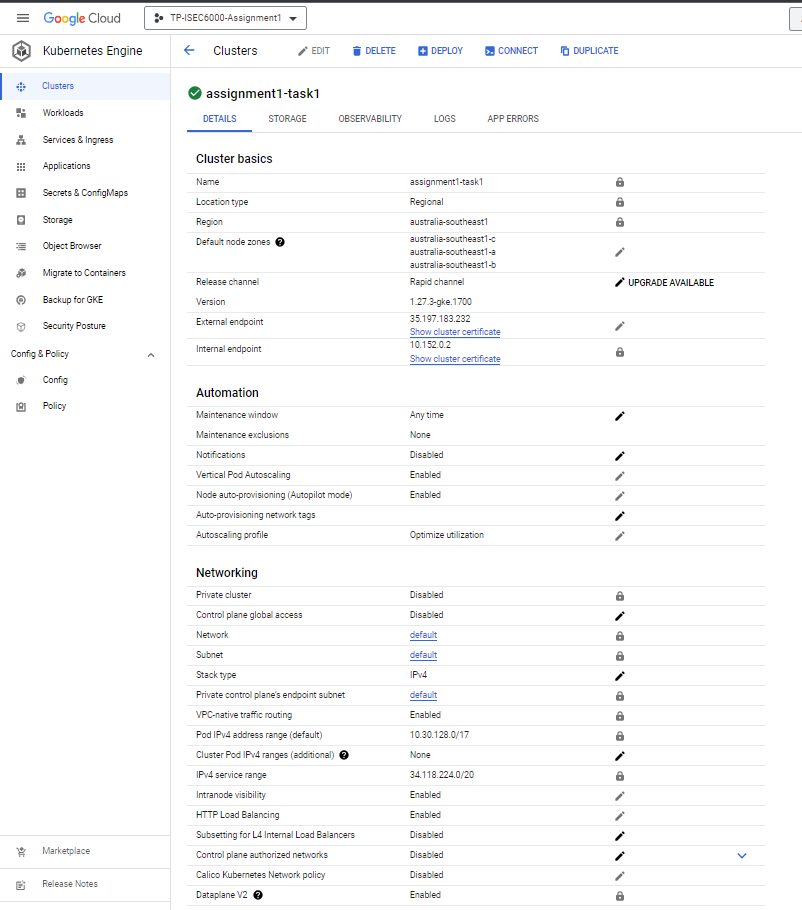 Google Cloud
TP-ISEC6000-Assignment1
Kubernetes Engine
Clusters
EDIT
DELETE
DEPLOY
CONNECT
DUPLICATE
Clusters
Workloads
Services & Ingress
Applications
Secrets & ConfigMaps
Storage
Object Browser
Migrate to Containers
Backup for GKE
Security Posture
Config & Policy
Config
Policy
Marketplace
Release Notes
assignment1-task1
DETAILS
STORAGE
OBSERVABILITY
LOGS
APP ERRORS
Cluster basics
Name assignment1-task1
Location type Regional
Region australia-southeast1
Default node zones australia-southeast1-c
australia-southeast1-a
australia-southeast1-b
Release channel Rapid channel UPGRADE AVAILABLE
Version 1.27.3-gke.1700
External endpoint 35.197.183.232
Show cluster certificate
Internal endpoint 10.152.0.2
Show cluster certificate
Automation
Maintenance window Any time
Maintenance exclusions None
Notifications Disabled
Vertical Pod Autoscaling Enabled
Node auto-provisioning (Autopilot mode) Enabled
Auto-provisioning network tags
Autoscaling profile Optimize utilization
Networking
Private cluster Disabled
Control plane global access Disabled
Network default
Subnet default
Stack type IPv4
Private control plane's endpoint subnet default
VPC-native traffic routing Enabled
Pod IPv4 address range (default) 10.30.128.0/17
Cluster Pod IPv4 ranges (additional) None
IPv4 service range 34.118.224.0/20
Intranode visibility Enabled
HTTP Load Balancing Enabled
Subsetting for L4 Internal Load Balancers Disabled
Control plane authorized networks Disabled
Calico Kubernetes Network policy Disabled
Dataplane V2 Enabled